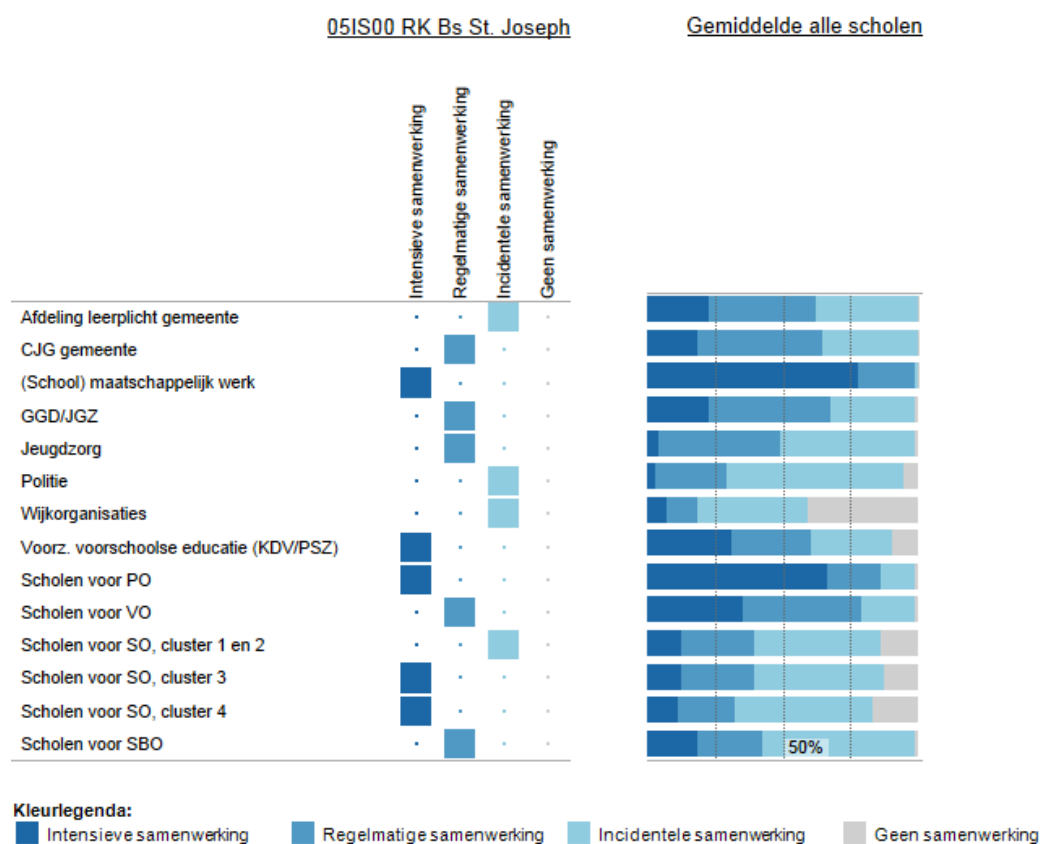 05IS00 RK Bs St. Joseph
Gemiddelde alle scholen
Intensieve samenwerking
Regelmatige samenwerking
Incidentele samenwerking
Geen samenwerking
Afdeling leerplicht gemeente
CJG gemeente
(School) maatschappelijk werk
GGD/JGZ
Jeugdzorg
Politie
Wijkorganisaties
Voorz. voorschoolse educatie (KDV/PSZ)
Scholen voor PO
Scholen voor VO
Scholen voor SO, cluster 1 en 2
Scholen voor SO, cluster 3
Scholen voor SO, cluster 4
Scholen voor SBO
50%
Kleurlegenda:
Intensieve samenwerking
Regelmatige samenwerking
Incidentele samenwerking
Geen samenwerking